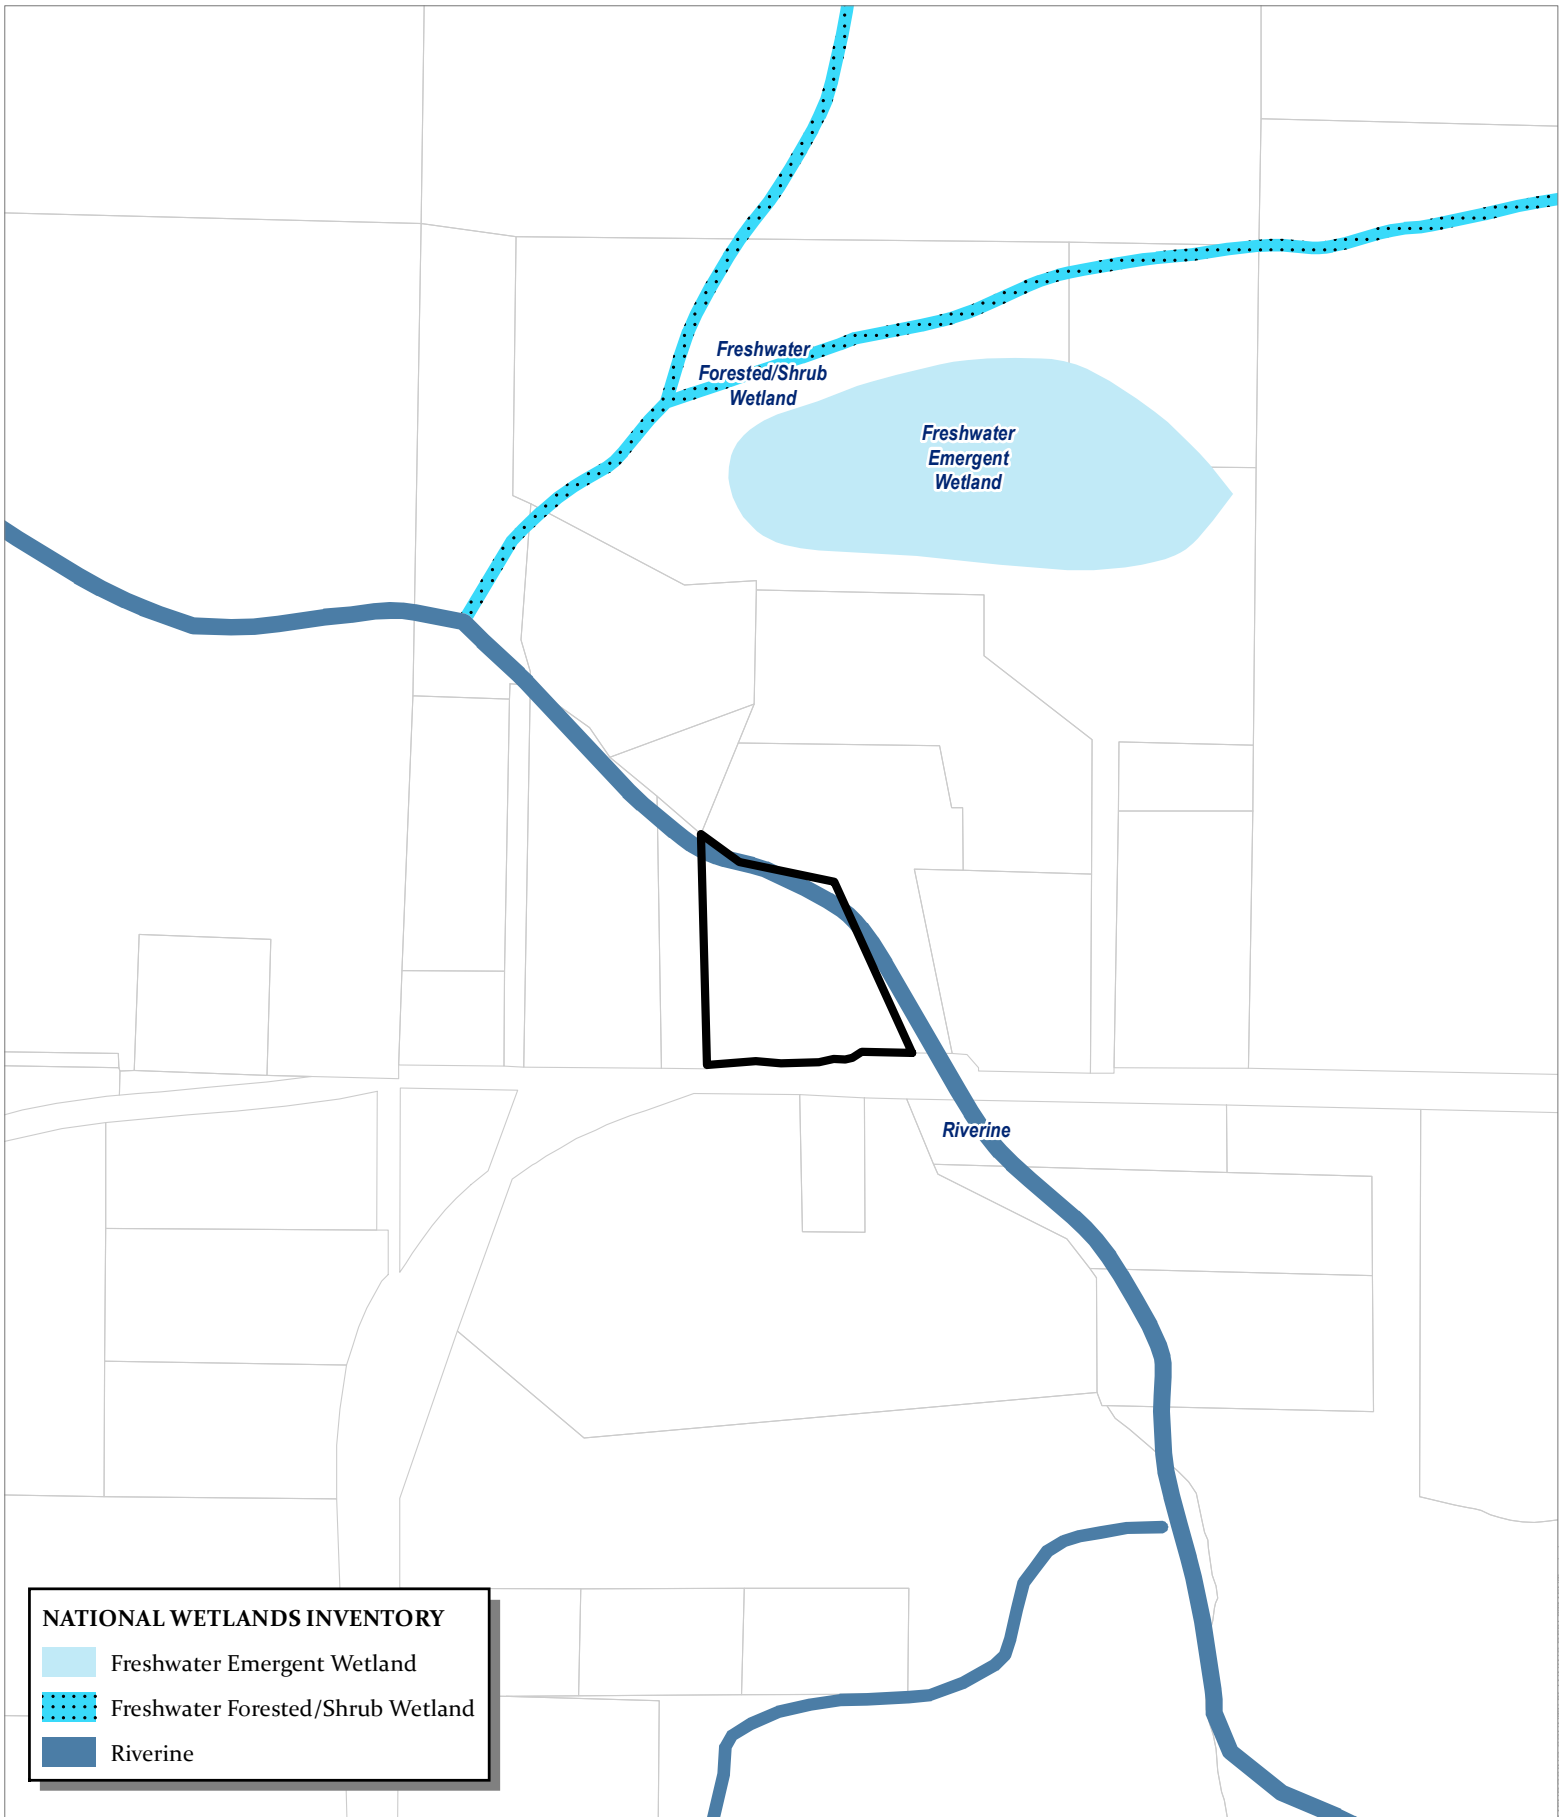 Freshwater
Forested/Shrub
Wetland
Freshwater
Emergent
Wetland
Riverine
NATIONAL WETLANDS INVENTORY
Freshwater Emergent Wetland
Freshwater Forested/Shrub Wetland
Riverine